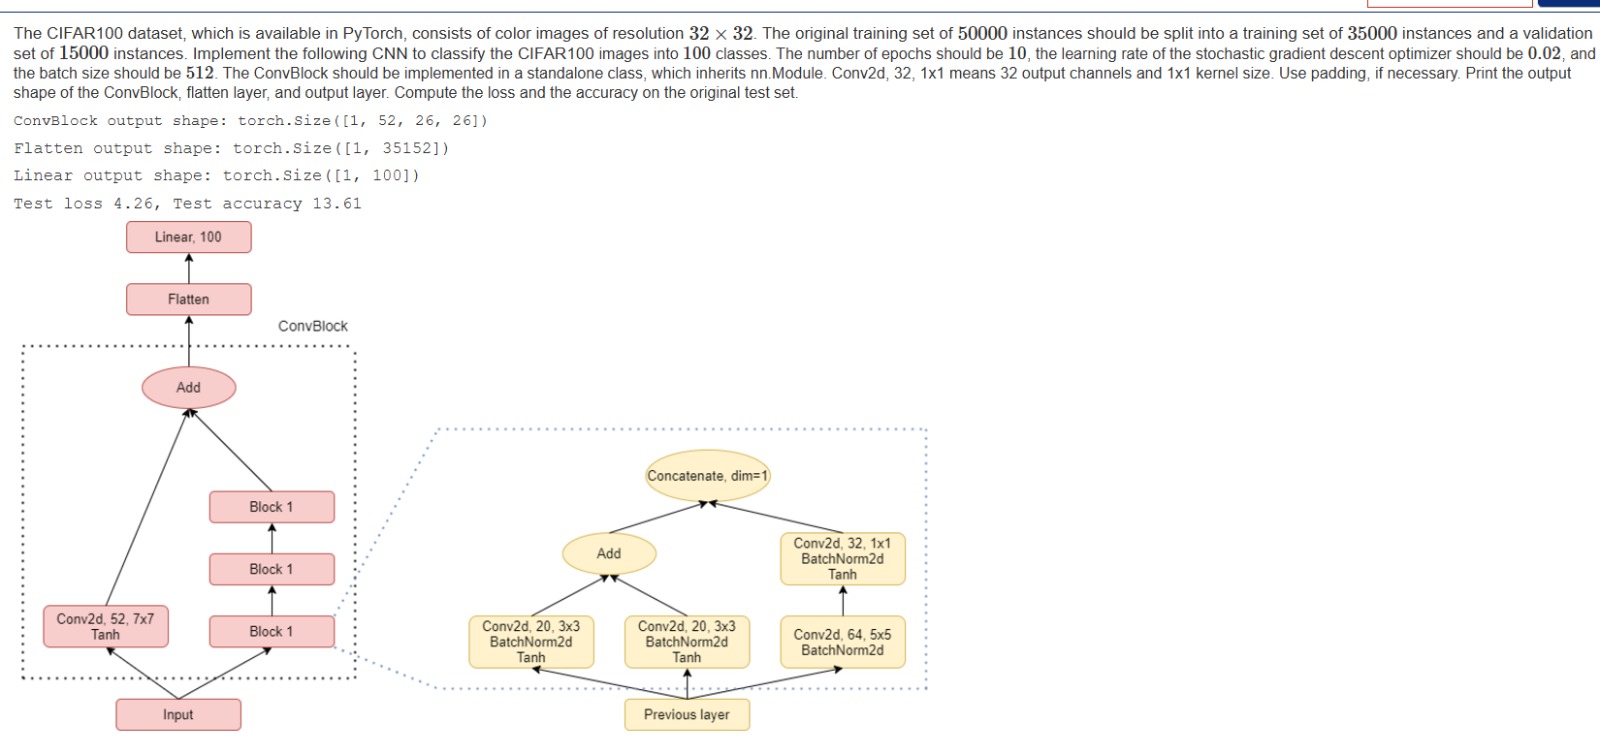 The CIFAR100 dataset, which is available in PyTorch, consists of color images of resolution 32 × 32. The original training set of 50000 instances should be split into a training set of 35000 instances and a validation
set of 15000 instances. Implement the following CNN to classify the CIFAR100 images into 100 classes. The number of epochs should be 10, the learning rate of the stochastic gradient descent optimizer should be 0.02, and
the batch size should be 512. The ConvBlock should be implemented in a standalone class, which inherits nn.Module. Conv2d, 32, 1x1 means 32 output channels and 1x1 kernel size. Use padding, if necessary. Print the output
shape of the ConvBlock, flatten layer, and output layer. Compute the loss and the accuracy on the original test set.
ConvBlock output shape: torch.Size([1, 52, 26, 26])
Flatten output shape: torch.Size([1, 35152])
Linear output shape: torch.Size([1, 100])
Test loss 4.26, Test accuracy 13.61
Linear, 100
Flatten
ConvBlock
Add
Block 1
Block 1
Conv2d, 52, 7x7
Tanh
Block 1
Input
Concatenate, dim=1
Add
Conv2d, 32, 1x1
BatchNorm2d
Tanh
Conv2d, 20, 3x3
BatchNorm2d
Tanh
Conv2d, 20, 3x3
BatchNorm2d
Tanh
Conv2d, 64, 5x5
BatchNorm2d
Previous layer